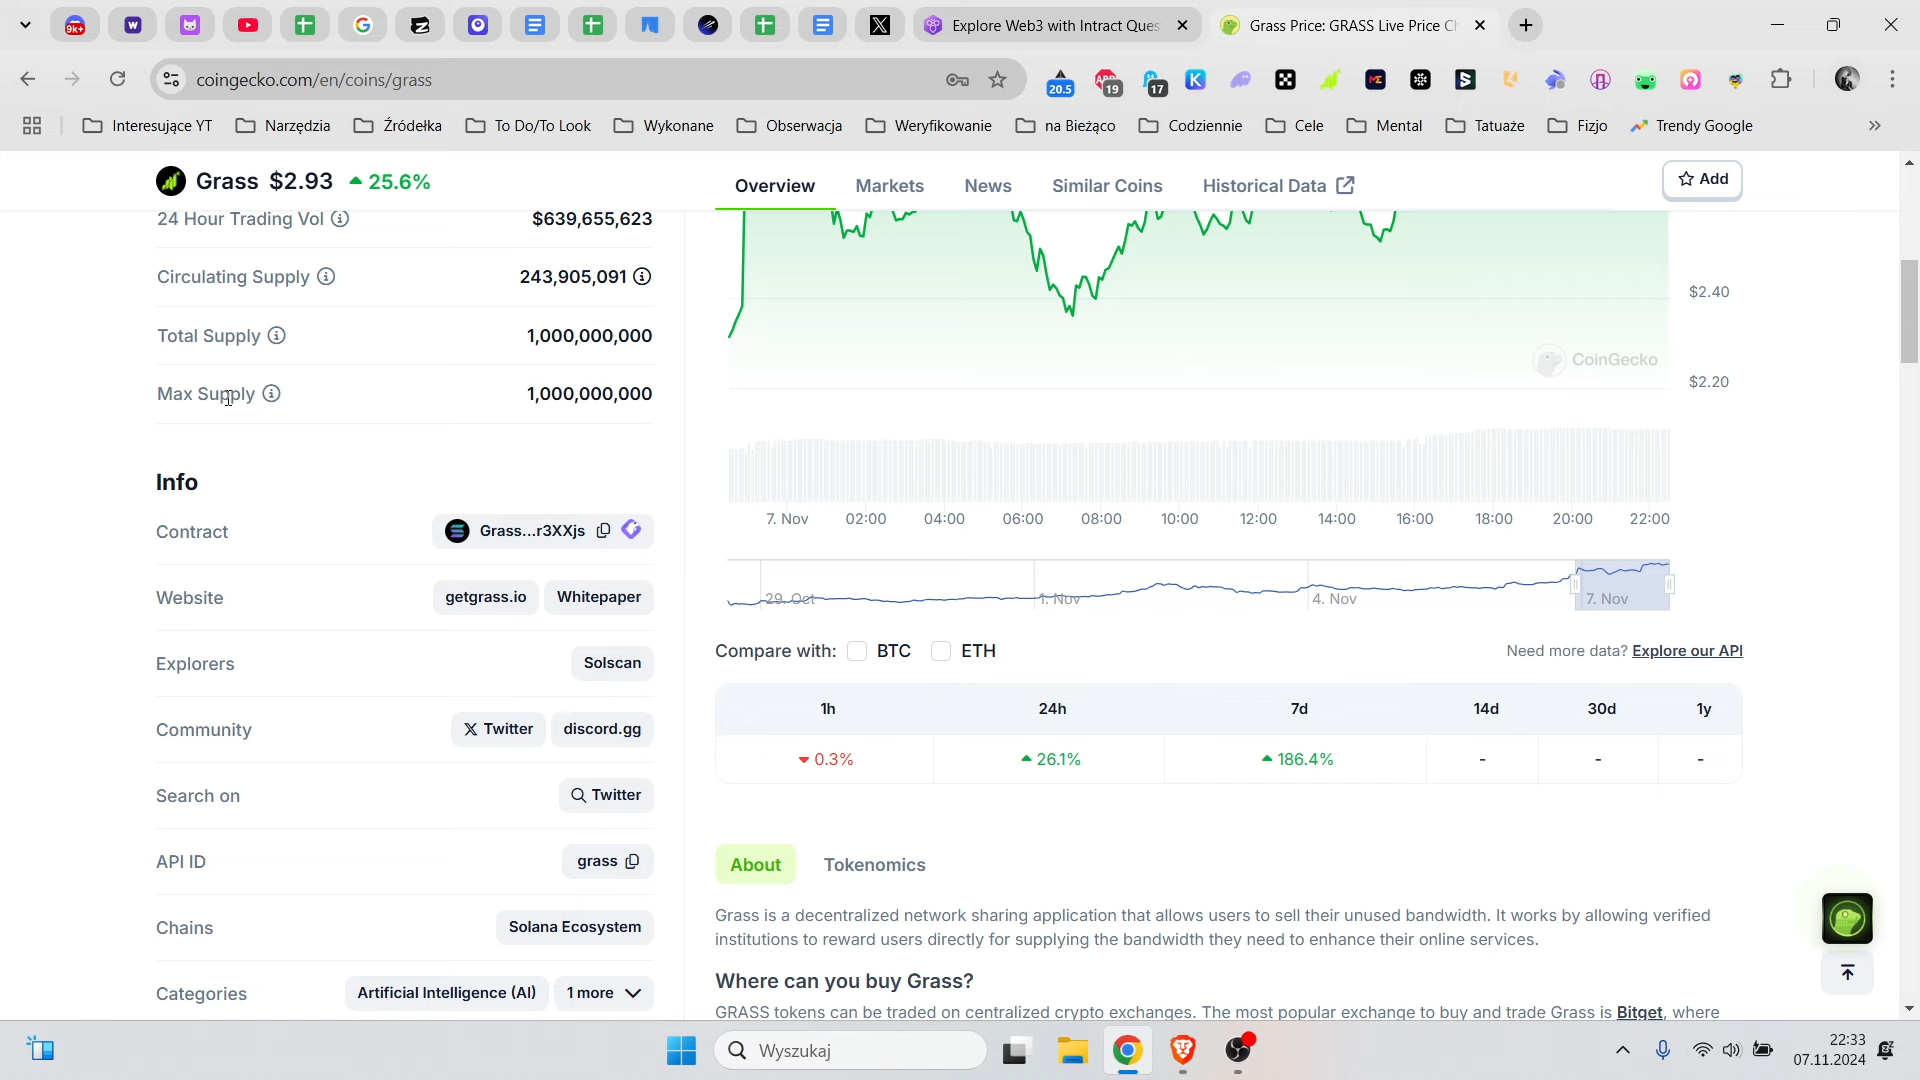 9k+
Explore Web3 with Intract Ques
Grass Price: GRASS Live Price Ch
coingecko.com/en/coins/grass
20.5
19
17
Interesujące YT
Narzędzia
Źródełka
To Do/To Look
Wykonane
Obserwacja
Weryfikowanie
na Bieżąco
Codziennie
Cele
Mental
Tatuaże
Fizjo
Trendy Google
Grass $2.93 25.6%
Overview
Markets
News
Similar Coins
Historical Data
Add
24 Hour Trading Vol $639,655,623
Circulating Supply 243,905,091
Total Supply 1,000,000,000
Max Supply 1,000,000,000
Info
Contract Grass...r3XXjs
Website getgrass.io Whitepaper
Explorers Solscan
Community Twitter discord.gg
Search on Twitter
API ID grass
Chains Solana Ecosystem
Categories Artificial Intelligence (AI) 1 more
$2.40
CoinGecko
$2.20
7. Nov 02:00 04:00 06:00 08:00 10:00 12:00 14:00 16:00 18:00 20:00 22:00
29. Oct 1. Nov 4. Nov 7. Nov
Compare with: BTC ETH
Need more data? Explore our API
1h 24h 7d 14d 30d 1y
0.3% 26.1% 186.4% - - -
About Tokenomics
Grass is a decentralized network sharing application that allows users to sell their unused bandwidth. It works by allowing verified
institutions to reward users directly for supplying the bandwidth they need to enhance their online services.
Where can you buy Grass?
GRASS tokens can be traded on centralized crypto exchanges. The most popular exchange to buy and trade Grass is Bitget, where
Wyszukaj
22:33
07.11.2024